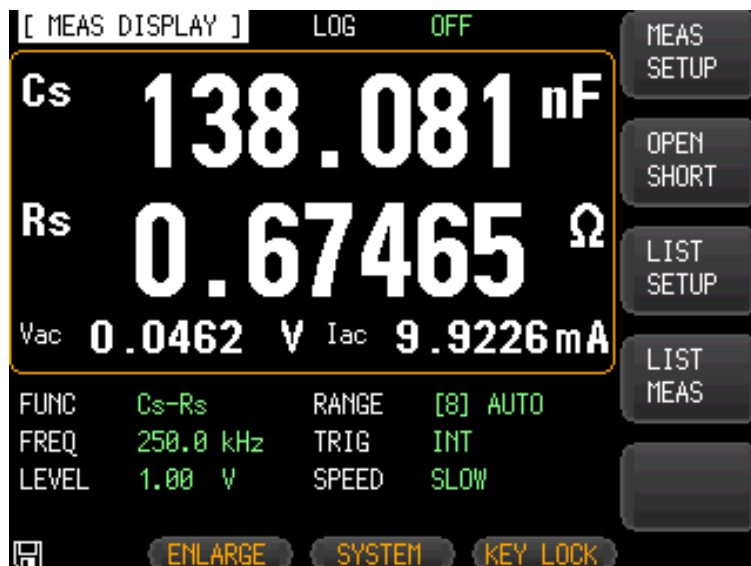 [ MEAS DISPLAY ] LOG OFF
Cs 138.081 nF
Rs 0.67465 Ω
Vac 0.0462 V Iac 9.9226 mA
FUNC Cs-Rs RANGE [8] AUTO
FREQ 250.0 kHz TRIG INT
LEVEL 1.00 V SPEED SLOW
ENLARGE SYSTEM KEY LOCK
MEAS
SETUP
OPEN
SHORT
LIST
SETUP
LIST
MEAS